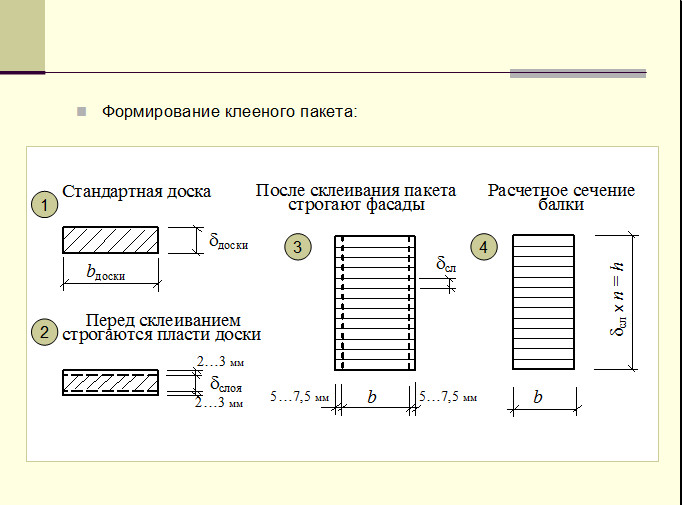 Формирование клееного пакета:
1
Стандартная доска
δдоски
bдоски
2
Перед склеиванием
строгаются пласти доски
2…3 мм
δслоя
2…3 мм
После склеивания пакета
строгают фасады
3
δсл
5…7,5 мм
b
5…7,5 мм
Расчетное сечение
балки
4
δсл x n = h
b